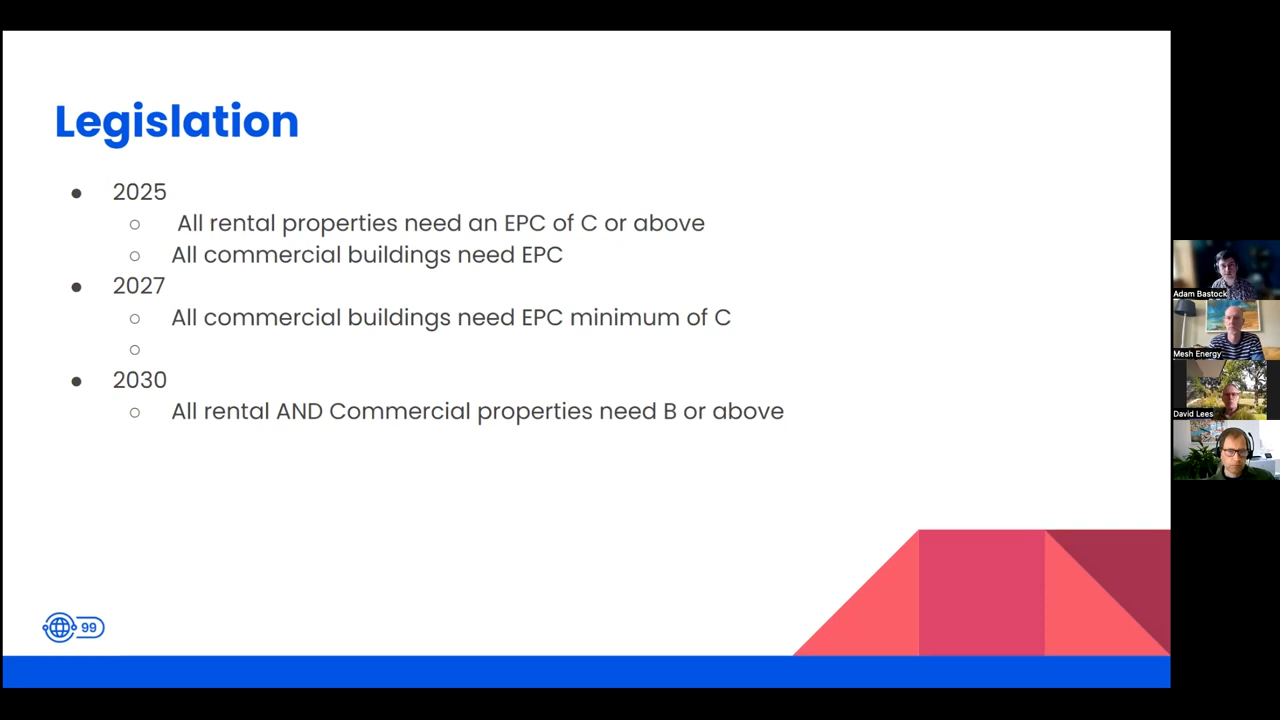 Legislation
● 2025
○ All rental properties need an EPC of C or above
○ All commercial buildings need EPC
● 2027
○ All commercial buildings need EPC minimum of C
○
● 2030
○ All rental AND Commercial properties need B or above
99
Adam Bastock
Mesh Energy
David Lees